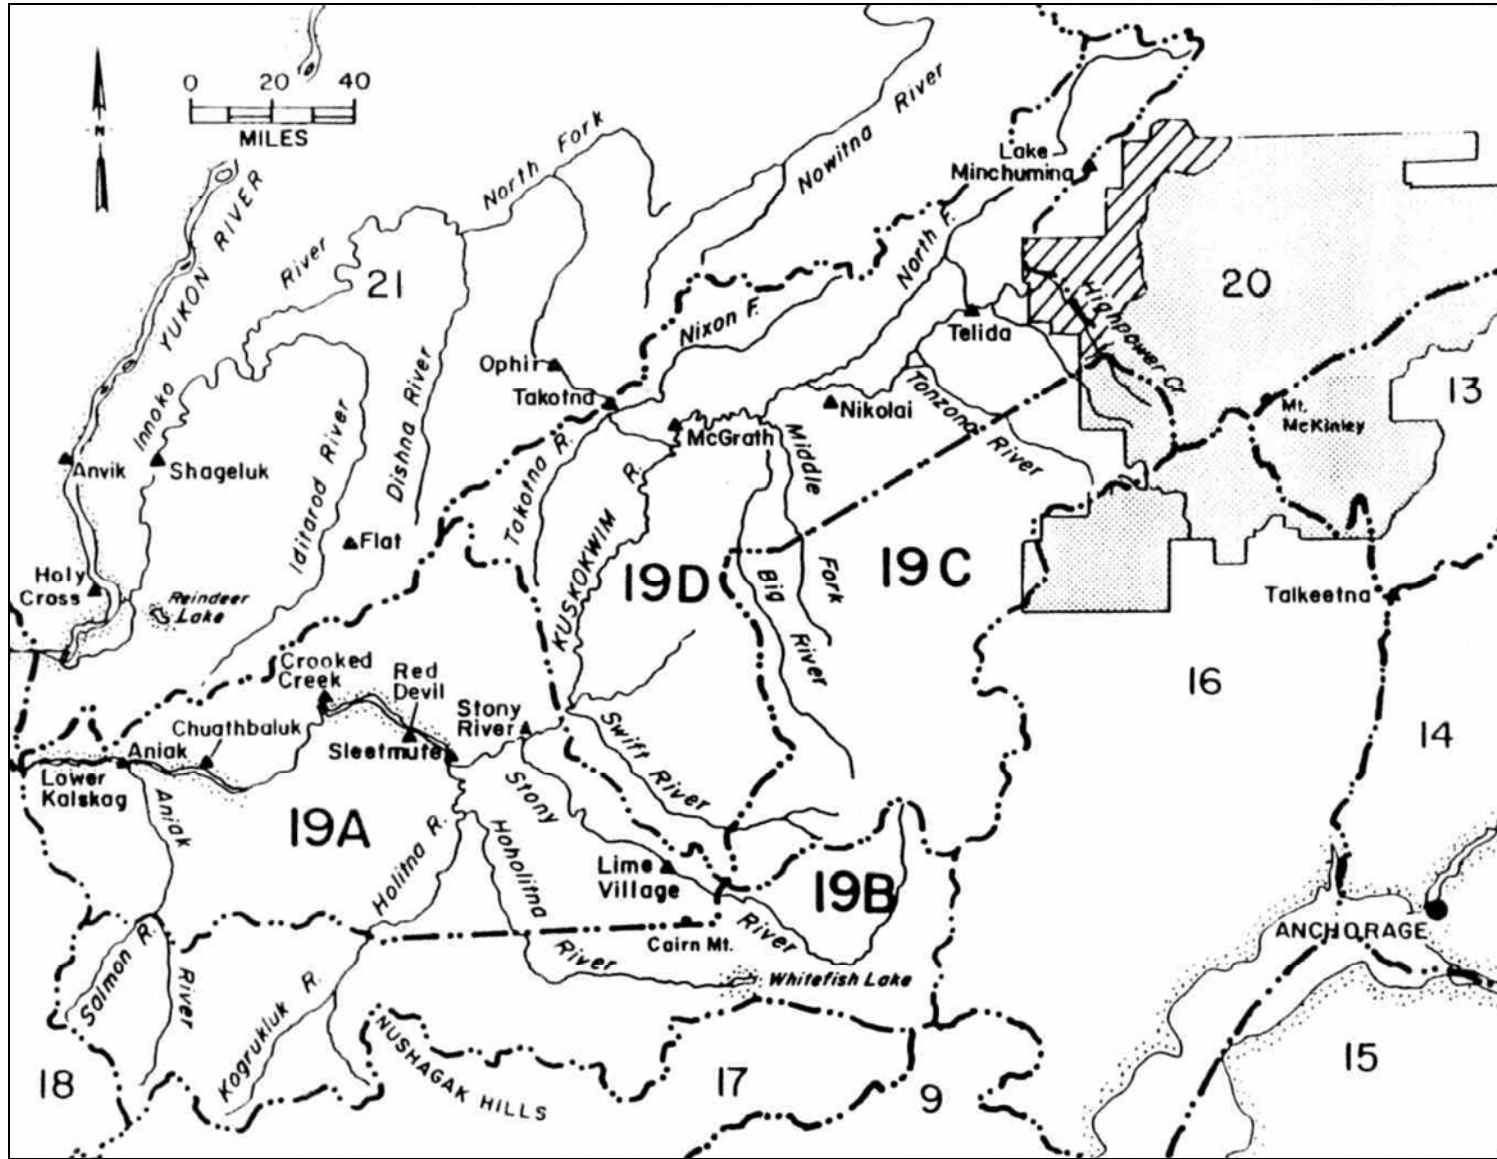 0 20 40
MILES
N
North Fork
Nowitna River
Lake
Minchumina
YUKON RIVER
River
21
North F.
20
Highpower Cr.
Nixon F.
Telida
Ophir
Dishna River
Innoko
Takotna
Nikolai
Tonzona River
13
Mt.
McKinley
McGrath
Iditarod River
Takotna R.
Middle
Fork
Anvik
Shageluk
KUSKOKWIM R.
Flat
19D
19C
Big
River
Holy
Cross
Reindeer
Lake
Talkeetna
Crooked
Creek
Red
Devil
16
Stony
River
Chuathbaluk
Swift River
14
Aniak
Sleetmute
Lower
Kalskag
Aniak
River
Stony
River
19A
Holitna R.
Hoholitna
River
Lime
Village
19B
Cairn Mt.
ANCHORAGE
Salmon R.
Whitefish Lake
Kogrukluk R.
NUSHAGAK HILLS
18
17
9
15